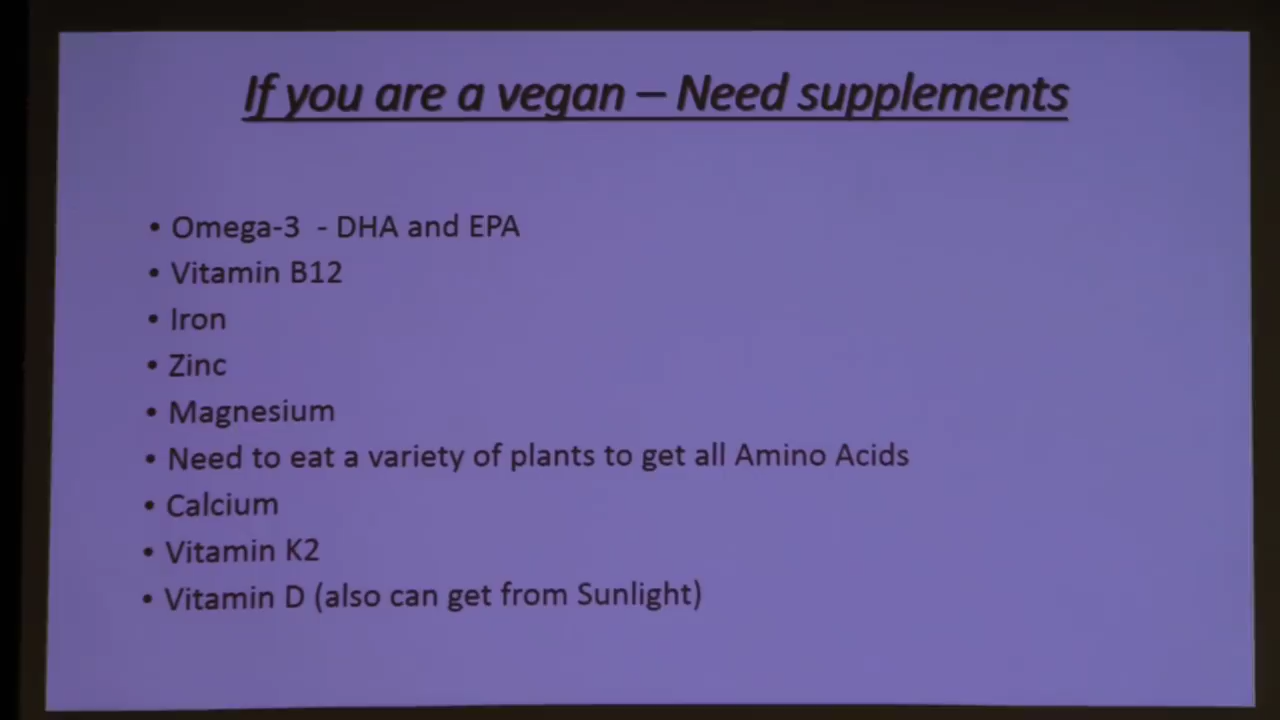 If you are a vegan – Need supplements
• Omega-3 - DHA and EPA
• Vitamin B12
• Iron
• Zinc
• Magnesium
• Need to eat a variety of plants to get all Amino Acids
• Calcium
• Vitamin K2
• Vitamin D (also can get from Sunlight)